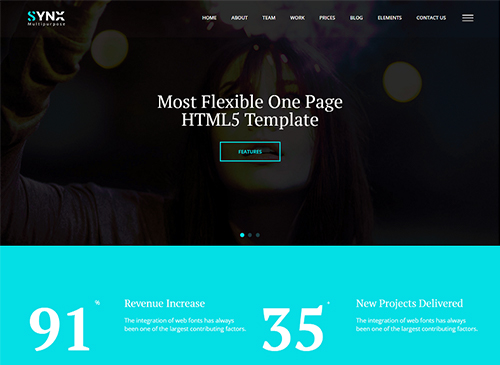 SYNX
Multipurpose
HOME ABOUT TEAM WORK PRICES BLOG ELEMENTS CONTACT US
Most Flexible One Page
HTML5 Template
FEATURES
91 %
Revenue Increase
The integration of web fonts has always
been one of the largest contributing factors.
35 +
New Projects Delivered
The integration of web fonts has always
been one of the largest contributing factors.